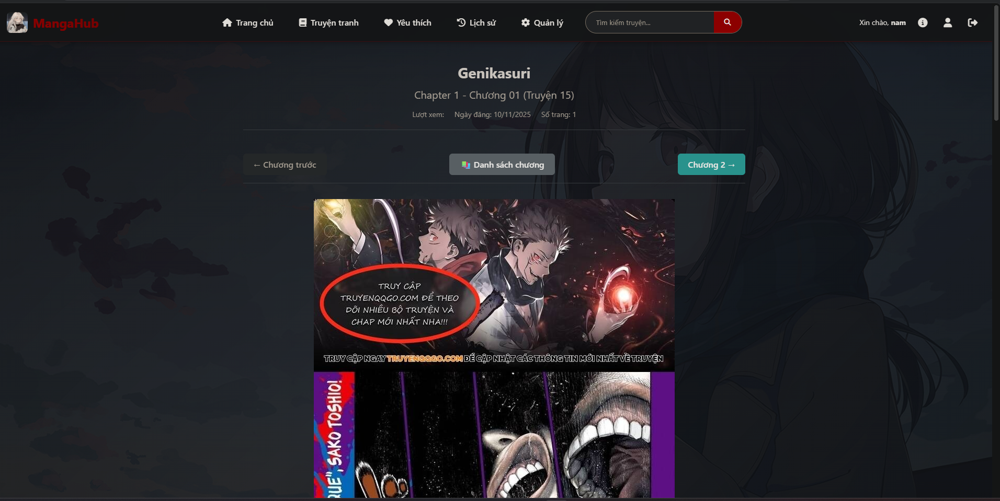 MangaHub
Trang chủ
Truyện tranh
Yêu thích
Lịch sử
Quản lý
Tìm kiếm truyện...
Xin chào, nam
Genikasuri
Chapter 1 - Chương 01 (Truyện 15)
Lượt xem: Ngày đăng: 10/11/2025 Số trang: 1
← Chương trước
Danh sách chương
Chương 2 →
TRUY CẬP
TRUYENQQGO.COM ĐỂ THEO
DÕI NHIỀU BỘ TRUYỆN VÀ
CHAP MỚI NHẤT NHA!!!
TRUY CẬP NGAY TRUYENQQGO.COM ĐỂ CẬP NHẬT CÁC THÔNG TIN MỚI NHẤT VỀ TRUYỆN
QUE", SAKO TOSHIO!